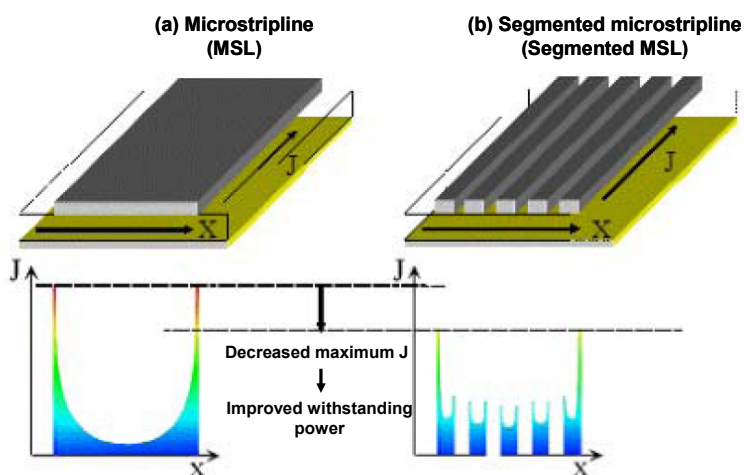 (a) Microstripline
(MSL)
(b) Segmented microstripline
(Segmented MSL)
J
X
J
X
J
Decreased maximum J
Improved withstanding
power
X
J
X